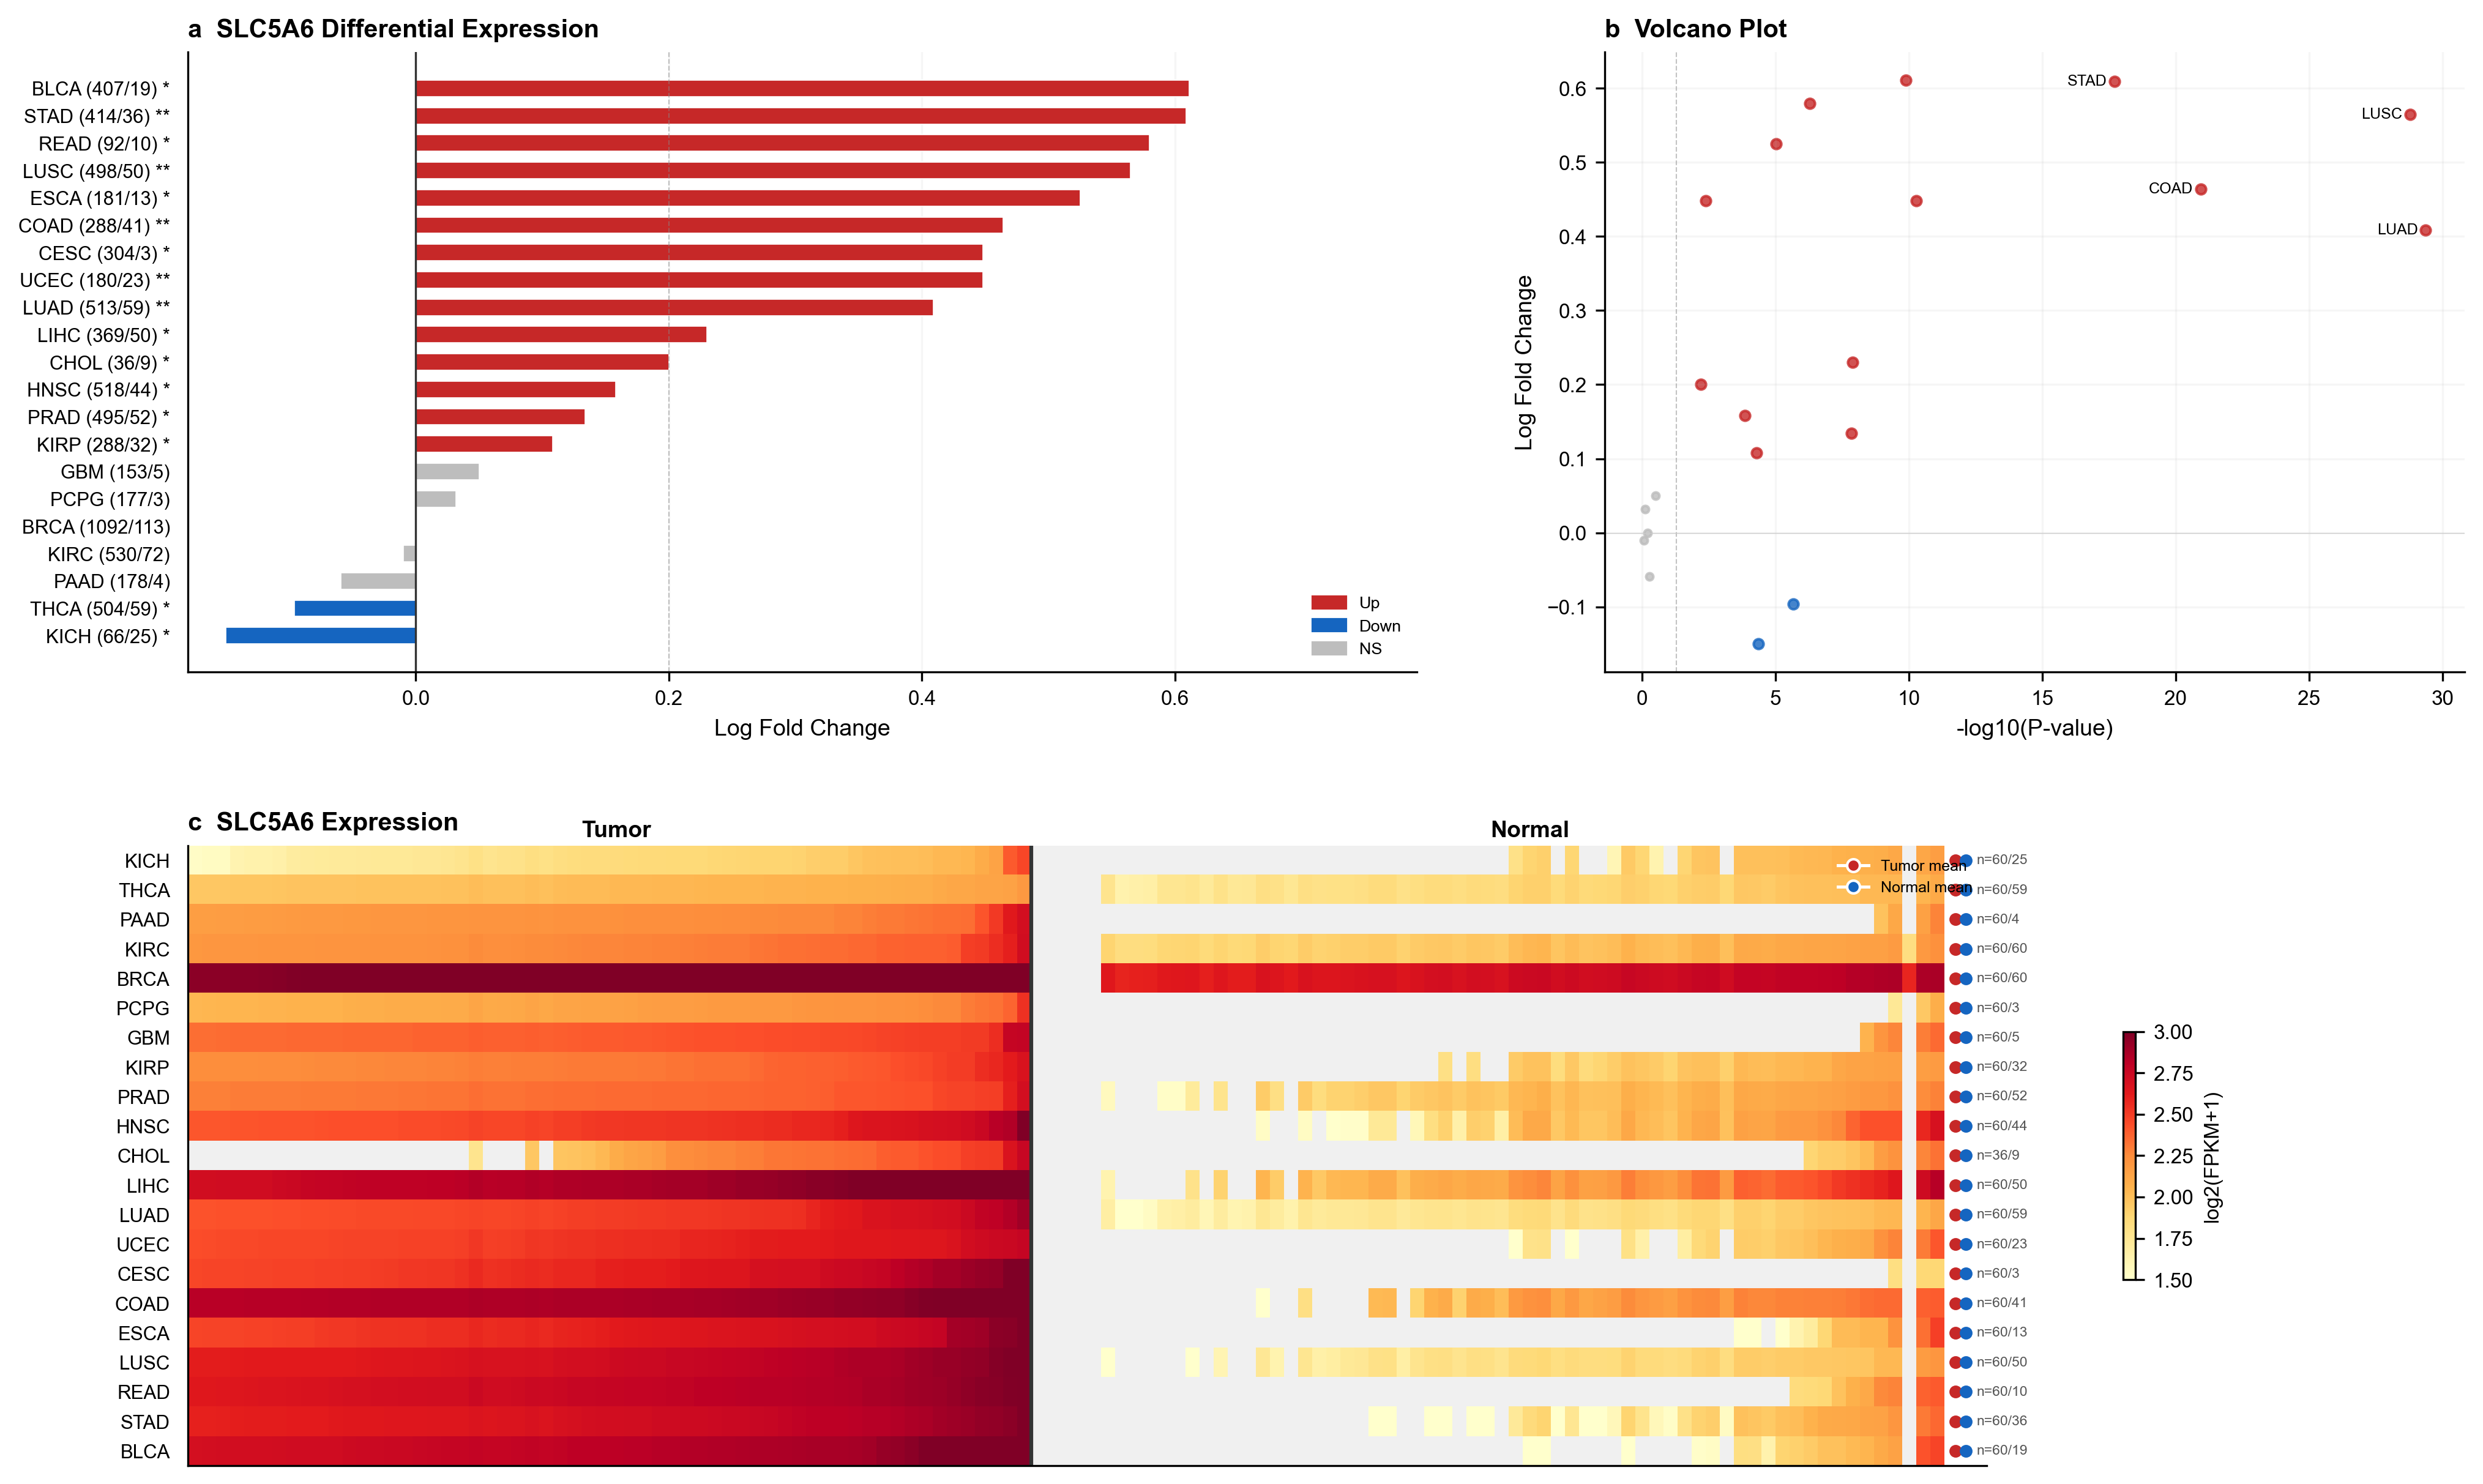 a SLC5A6 Differential Expression
BLCA (407/19) *
STAD (414/36) **
READ (92/10) *
LUSC (498/50) **
ESCA (181/13) *
COAD (288/41) **
CESC (304/3) *
UCEC (180/23) **
LUAD (513/59) **
LIHC (369/50) *
CHOL (36/9) *
HNSC (518/44) *
PRAD (495/52) *
KIRP (288/32) *
GBM (153/5)
PCPG (177/3)
BRCA (1092/113)
KIRC (530/72)
PAAD (178/4)
THCA (504/59) *
KICH (66/25) *
Up
Down
NS
0.0 0.2 0.4 0.6
Log Fold Change
b Volcano Plot
Log Fold Change
0.6
0.5
0.4
0.3
0.2
0.1
0.0
−0.1
STAD
LUSC
COAD
LUAD
0 5 10 15 20 25 30
-log10(P-value)
c SLC5A6 Expression
Tumor
Normal
KICH
THCA
PAAD
KIRC
BRCA
PCPG
GBM
KIRP
PRAD
HNSC
CHOL
LIHC
LUAD
UCEC
CESC
COAD
ESCA
LUSC
READ
STAD
BLCA
Tumor mean
Normal mean
n=60/25
n=60/59
n=60/4
n=60/60
n=60/60
n=60/3
n=60/5
n=60/32
n=60/52
n=60/44
n=36/9
n=60/50
n=60/59
n=60/23
n=60/3
n=60/41
n=60/13
n=60/50
n=60/10
n=60/36
n=60/19
3.00
2.75
2.50
2.25
2.00
1.75
1.50
log2(FPKM+1)